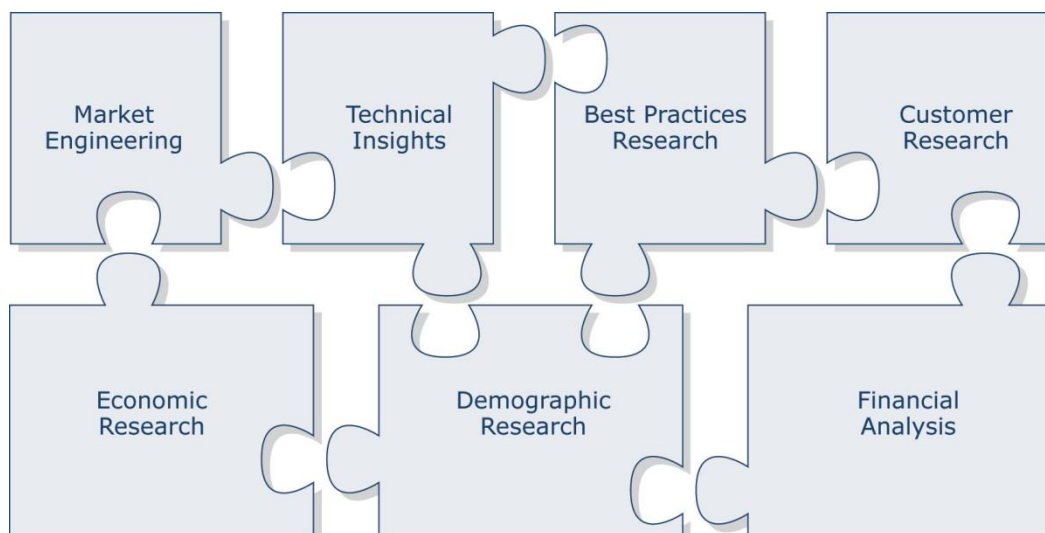 Market
Engineering
Technical
Insights
Best Practices
Research
Customer
Research
Economic
Research
Demographic
Research
Financial
Analysis